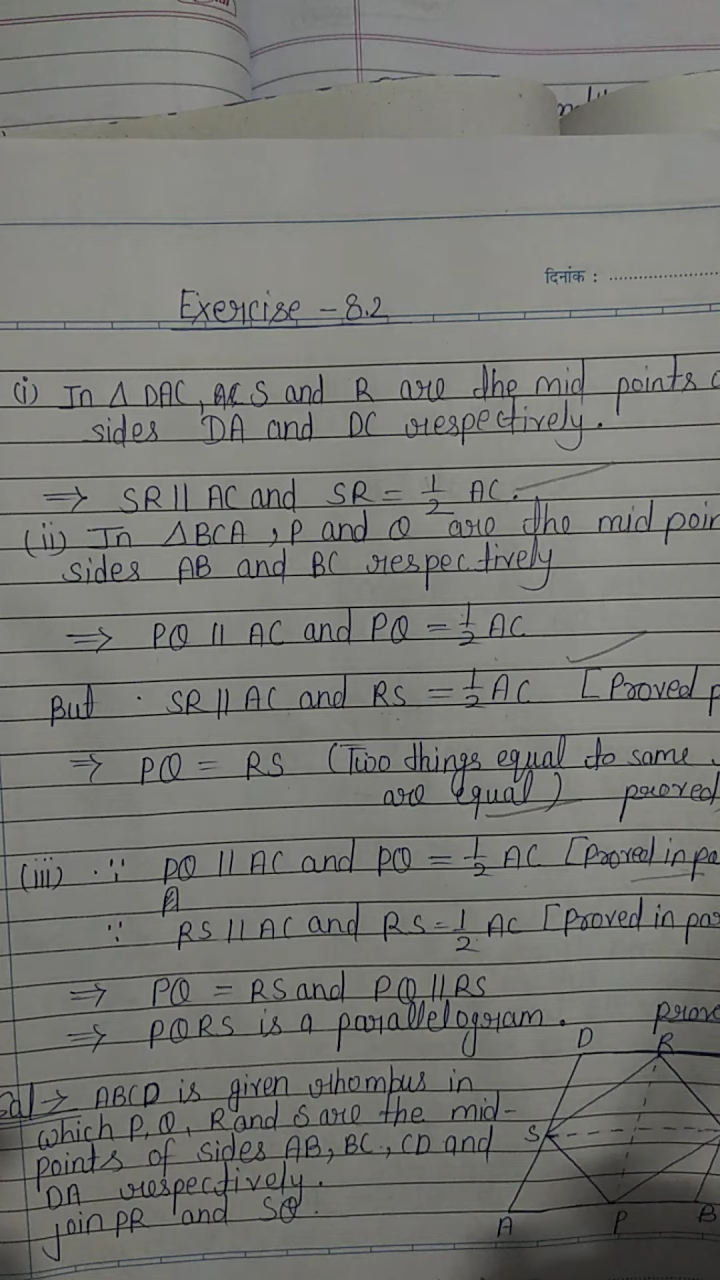 दिनांक :
Exercise - 8.2
(i) In Δ DAC, S and R are the mid points
sides DA and DC respectively.
⇒ SR || AC and SR = 1/2 AC.
(ii) In ΔBCA, P and Q are the mid
sides AB and BC respectively
⇒ PQ || AC and PQ = 1/2 AC
But SR || AC and RS = 1/2 AC [Proved
⇒ PQ = RS (Two things equal to same
are equal) proved
(iii) ∵ PQ || AC and PQ = 1/2 AC [Proved in
∵ RS || AC and RS = 1/2 AC [Proved in
⇒ PQ = RS and PQ || RS
⇒ PQRS is a parallelogram.
D R
→ ABCD is given rhombus in
which P, Q, R and S are the mid-
points of sides AB, BC, CD and
DA respectively.
join PR and SQ.
S
A P B